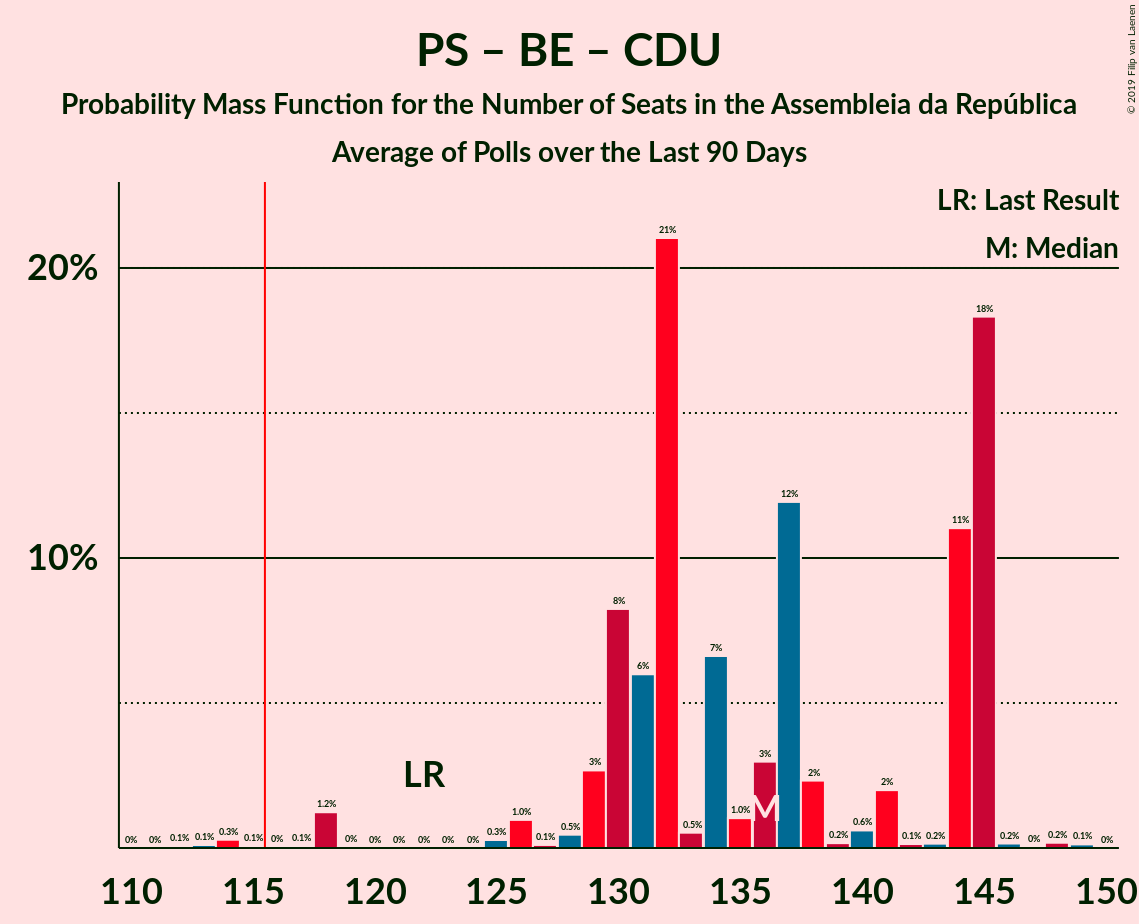 PS – BE – CDU
Probability Mass Function for the Number of Seats in the Assembleia da República
Average of Polls over the Last 90 Days
© 2019 Filip van Laenen
LR: Last Result
M: Median
20%
10%
0% 0% 0.1% 0.1% 0.3% 0.1% 0% 0.1% 1.2% 0% 0% 0% 0% 0% 0% 0.3% 1.0% 0.1% 0.5% 3% 8% 6% 21% 0.5% 7% 1.0% 3% 12% 2% 0.2% 0.6% 2% 0.1% 0.2% 11% 18% 0.2% 0% 0.2% 0.1% 0%
LR
M
110 115 120 125 130 135 140 145 150